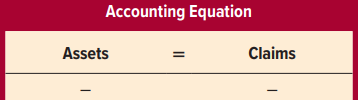 Accounting Equation
Assets = Claims
– –